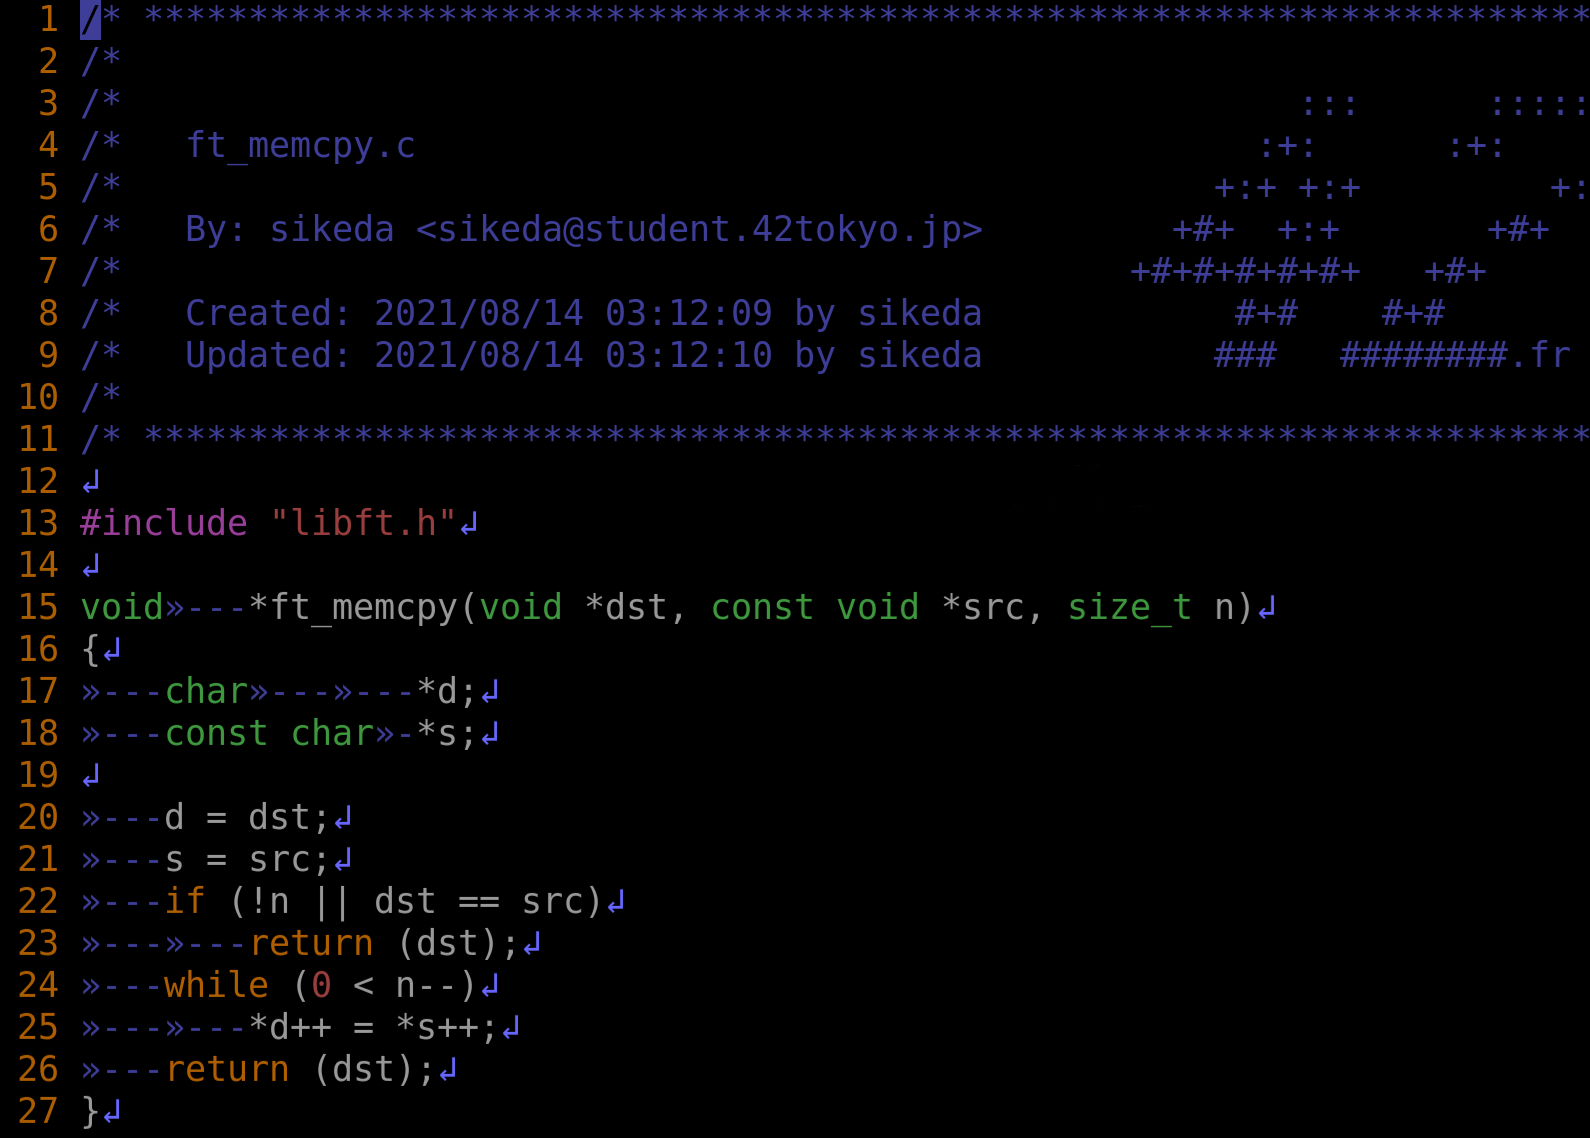 1 /* *********************************************************************
2 /*
3 /*                                                        :::      :::::
4 /*   ft_memcpy.c                                        :+:      :+:
5 /*                                                    +:+ +:+         +:
6 /*   By: sikeda <sikeda@student.42tokyo.jp>         +#+  +:+       +#+
7 /*                                                +#+#+#+#+#+   +#+
8 /*   Created: 2021/08/14 03:12:09 by sikeda            #+#    #+#
9 /*   Updated: 2021/08/14 03:12:10 by sikeda           ###   ########.fr
10 /*
11 /* *********************************************************************
12 ↲
13 #include "libft.h"↲
14 ↲
15 void»---*ft_memcpy(void *dst, const void *src, size_t n)↲
16 {↲
17 »---char»---»---*d;↲
18 »---const char»-*s;↲
19 ↲
20 »---d = dst;↲
21 »---s = src;↲
22 »---if (!n || dst == src)↲
23 »---»---return (dst);↲
24 »---while (0 < n--)↲
25 »---»---*d++ = *s++;↲
26 »---return (dst);↲
27 }↲